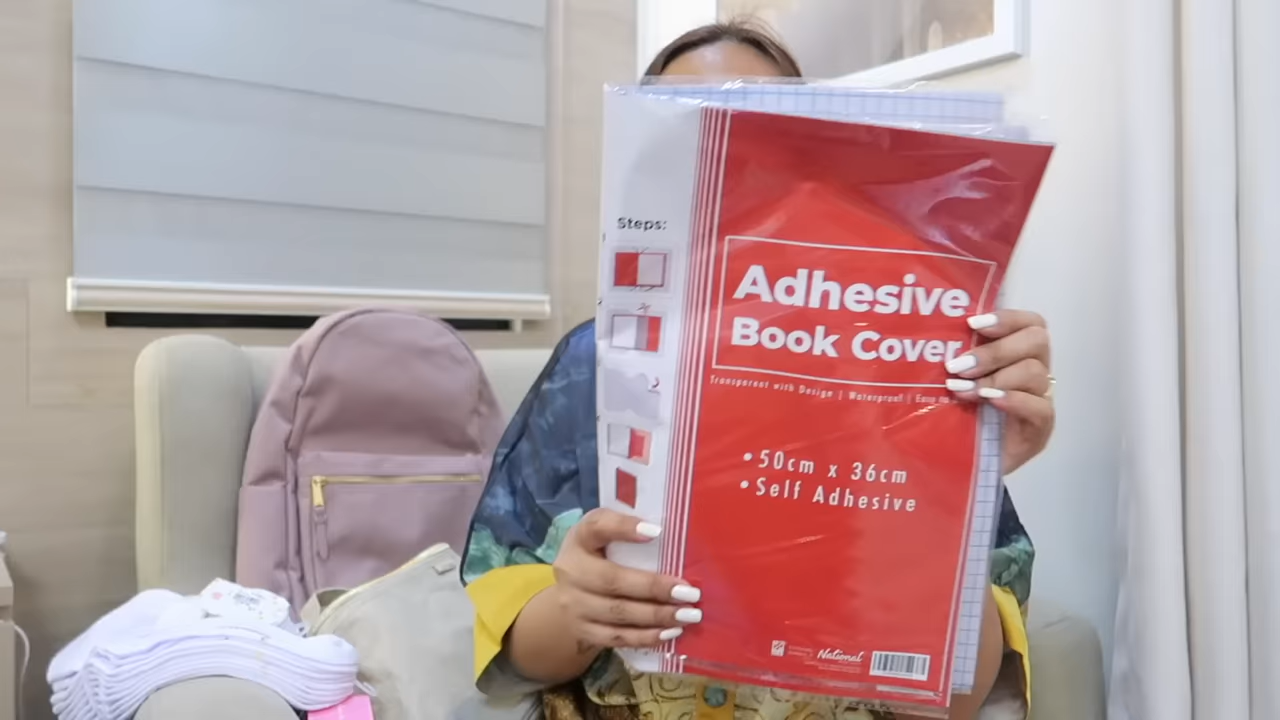 Steps:
Adhesive
Book Cover
Transparent with Design | Waterproof | Easy to
•50cm x 36cm
•Self Adhesive
National